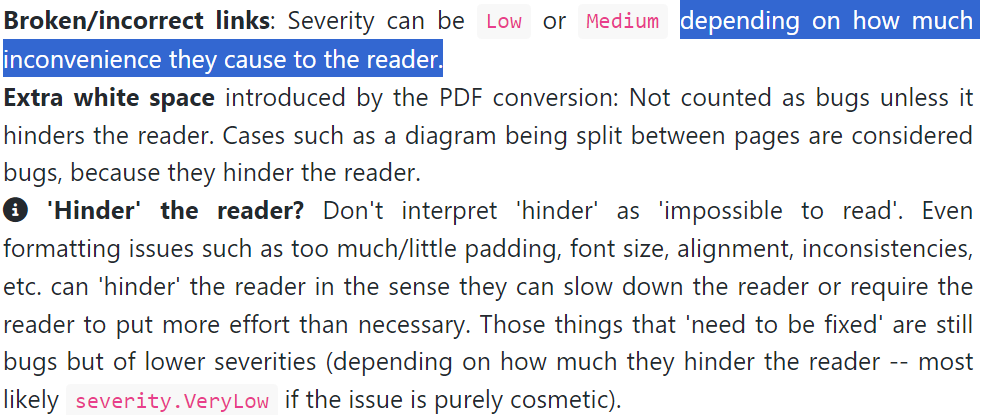 Broken/incorrect links: Severity can be Low or Medium depending on how much
inconvenience they cause to the reader.
Extra white space introduced by the PDF conversion: Not counted as bugs unless it
hinders the reader. Cases such as a diagram being split between pages are considered
bugs, because they hinder the reader.
'Hinder' the reader? Don't interpret 'hinder' as 'impossible to read'. Even
formatting issues such as too much/little padding, font size, alignment, inconsistencies,
etc. can 'hinder' the reader in the sense they can slow down the reader or require the
reader to put more effort than necessary. Those things that 'need to be fixed' are still
bugs but of lower severities (depending on how much they hinder the reader -- most
likely severity.VeryLow if the issue is purely cosmetic).